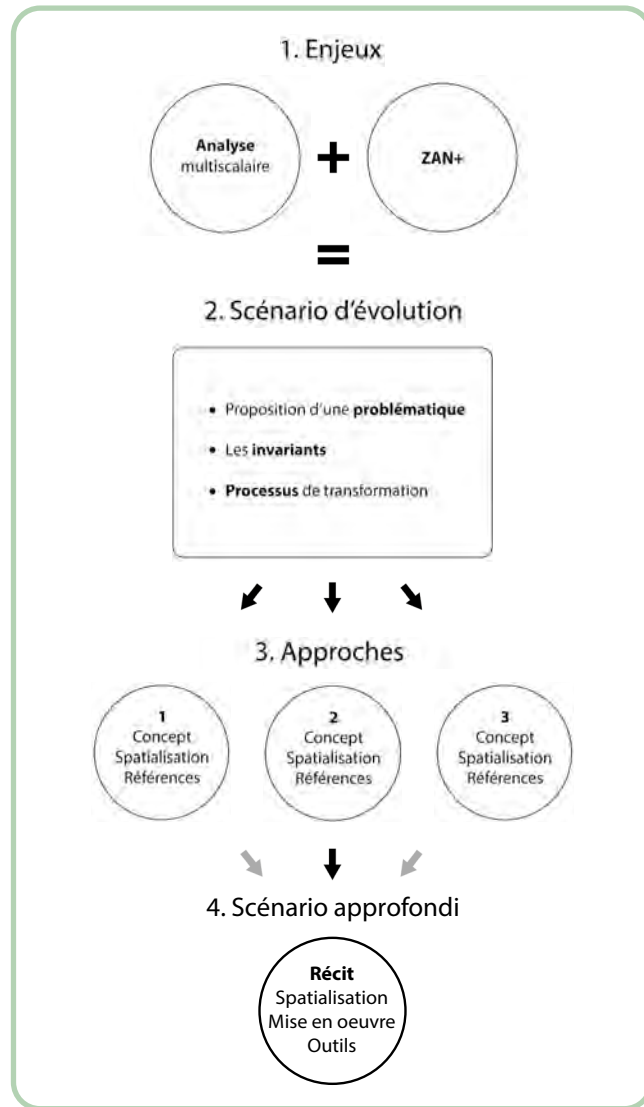 1. Enjeux
Analyse
multiscalaire
+
ZAN+
=
2. Scénario d'évolution
• Proposition d'une problématique
• Les invariants
• Processus de transformation
3. Approches
1
Concept
Spatialisation
Références
2
Concept
Spatialisation
Références
3
Concept
Spatialisation
Références
4. Scénario approfondi
Récit
Spatialisation
Mise en oeuvre
Outils